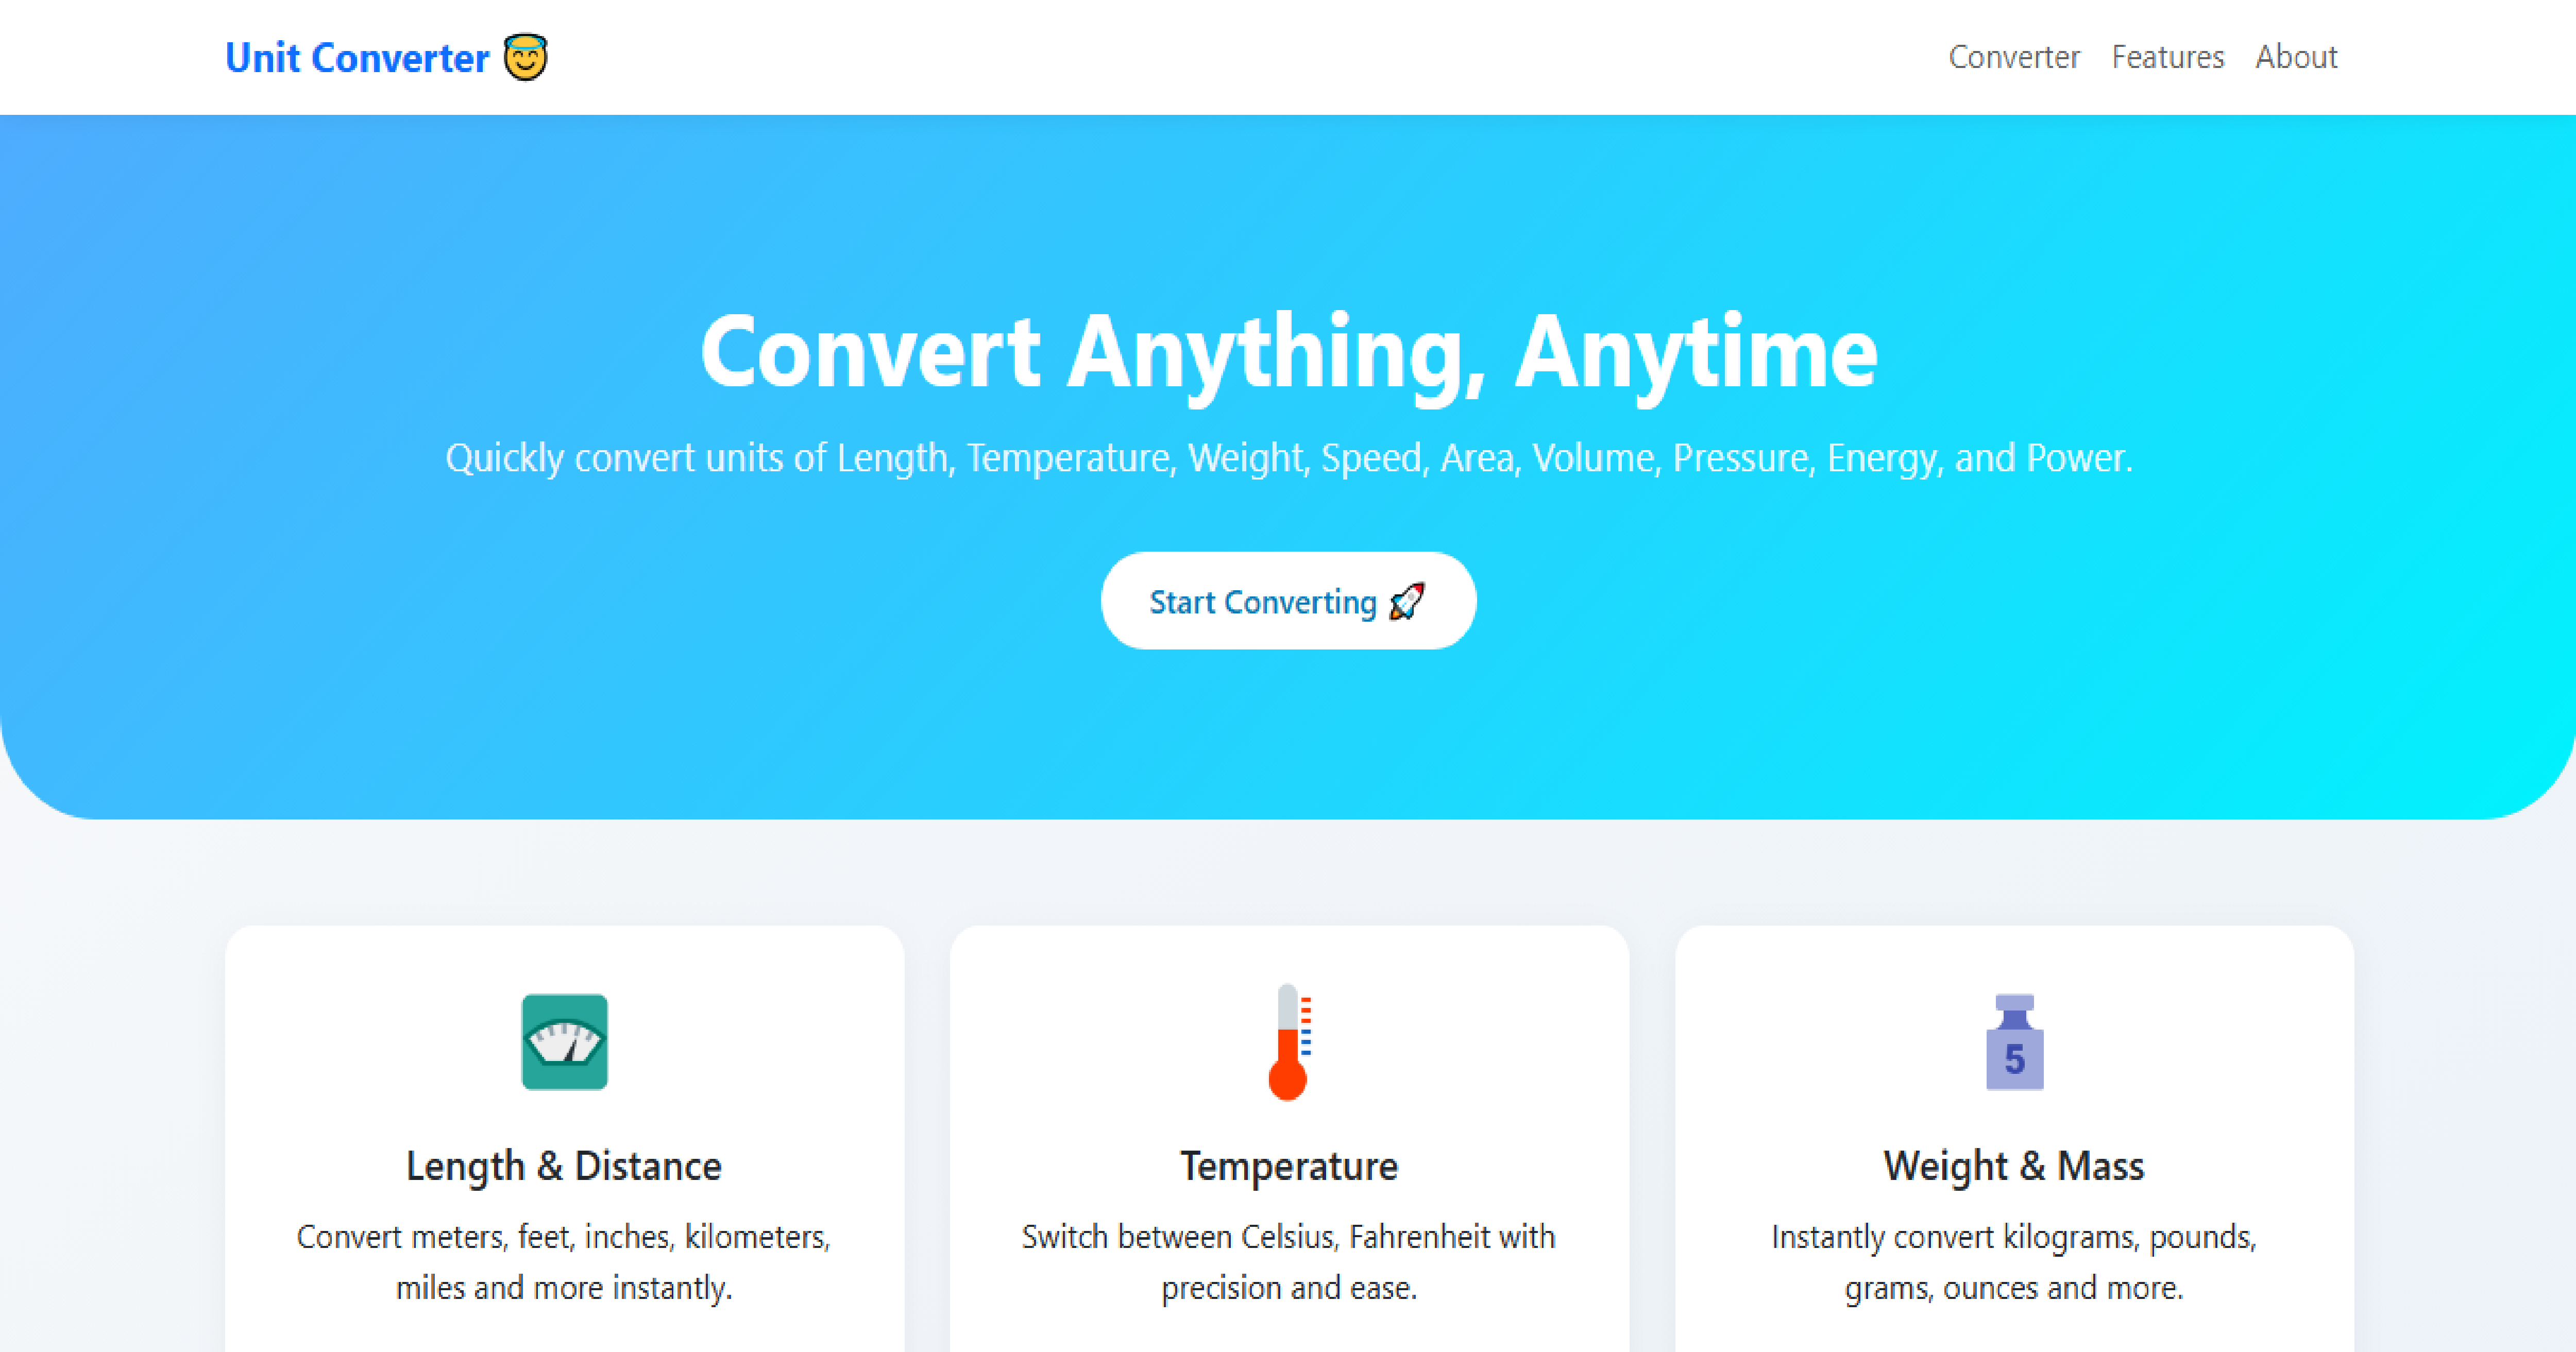 Unit Converter 😇
Converter Features About
Convert Anything, Anytime
Quickly convert units of Length, Temperature, Weight, Speed, Area, Volume, Pressure, Energy, and Power.
Start Converting 🚀
5
Length & Distance
Convert meters, feet, inches, kilometers,
miles and more instantly.
Temperature
Switch between Celsius, Fahrenheit with
precision and ease.
Weight & Mass
Instantly convert kilograms, pounds,
grams, ounces and more.